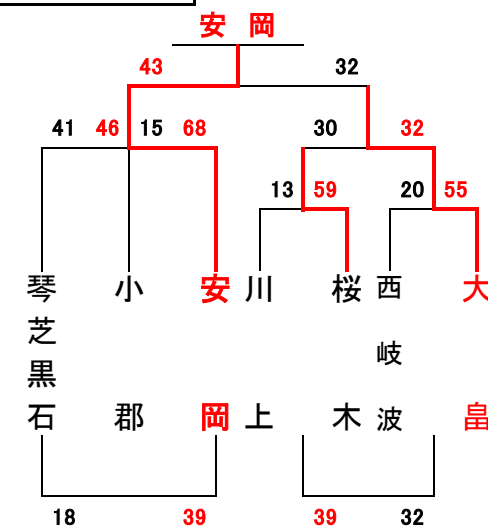 安岡
43 32
41 46 15 68 30 32
13 59 20 55
琴芝黒石
小郡
安岡
川上
桜木
西岐波
大畠
18 39 39 32